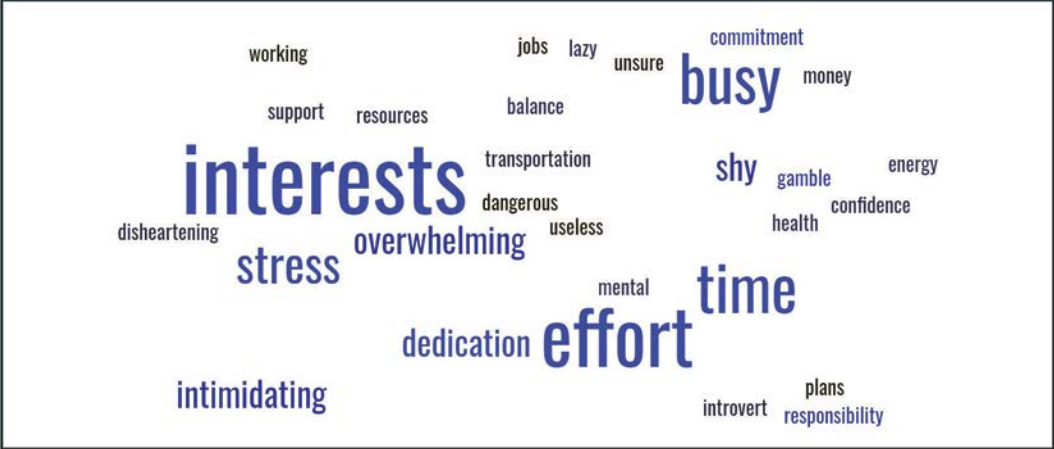 commitment
working
jobs
lazy
unsure
busy
money
support
resources
balance
interests
transportation
shy
gamble
energy
dangerous
confidence
disheartening
overwhelming
useless
health
stress
mental
time
dedication
effort
intimidating
plans
introvert
responsibility